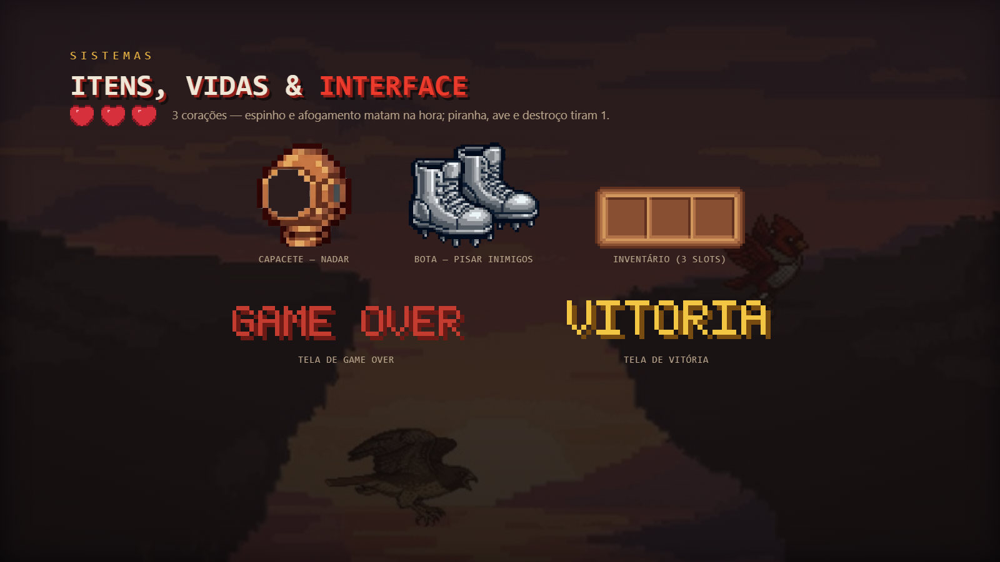 SISTEMAS
ITENS, VIDAS & INTERFACE
3 corações — espinho e afogamento matam na hora; piranha, ave e destroço tiram 1.
CAPACETE — NADAR
BOTA — PISAR INIMIGOS
INVENTÁRIO (3 SLOTS)
GAME OVER
VITORIA
TELA DE GAME OVER
TELA DE VITÓRIA